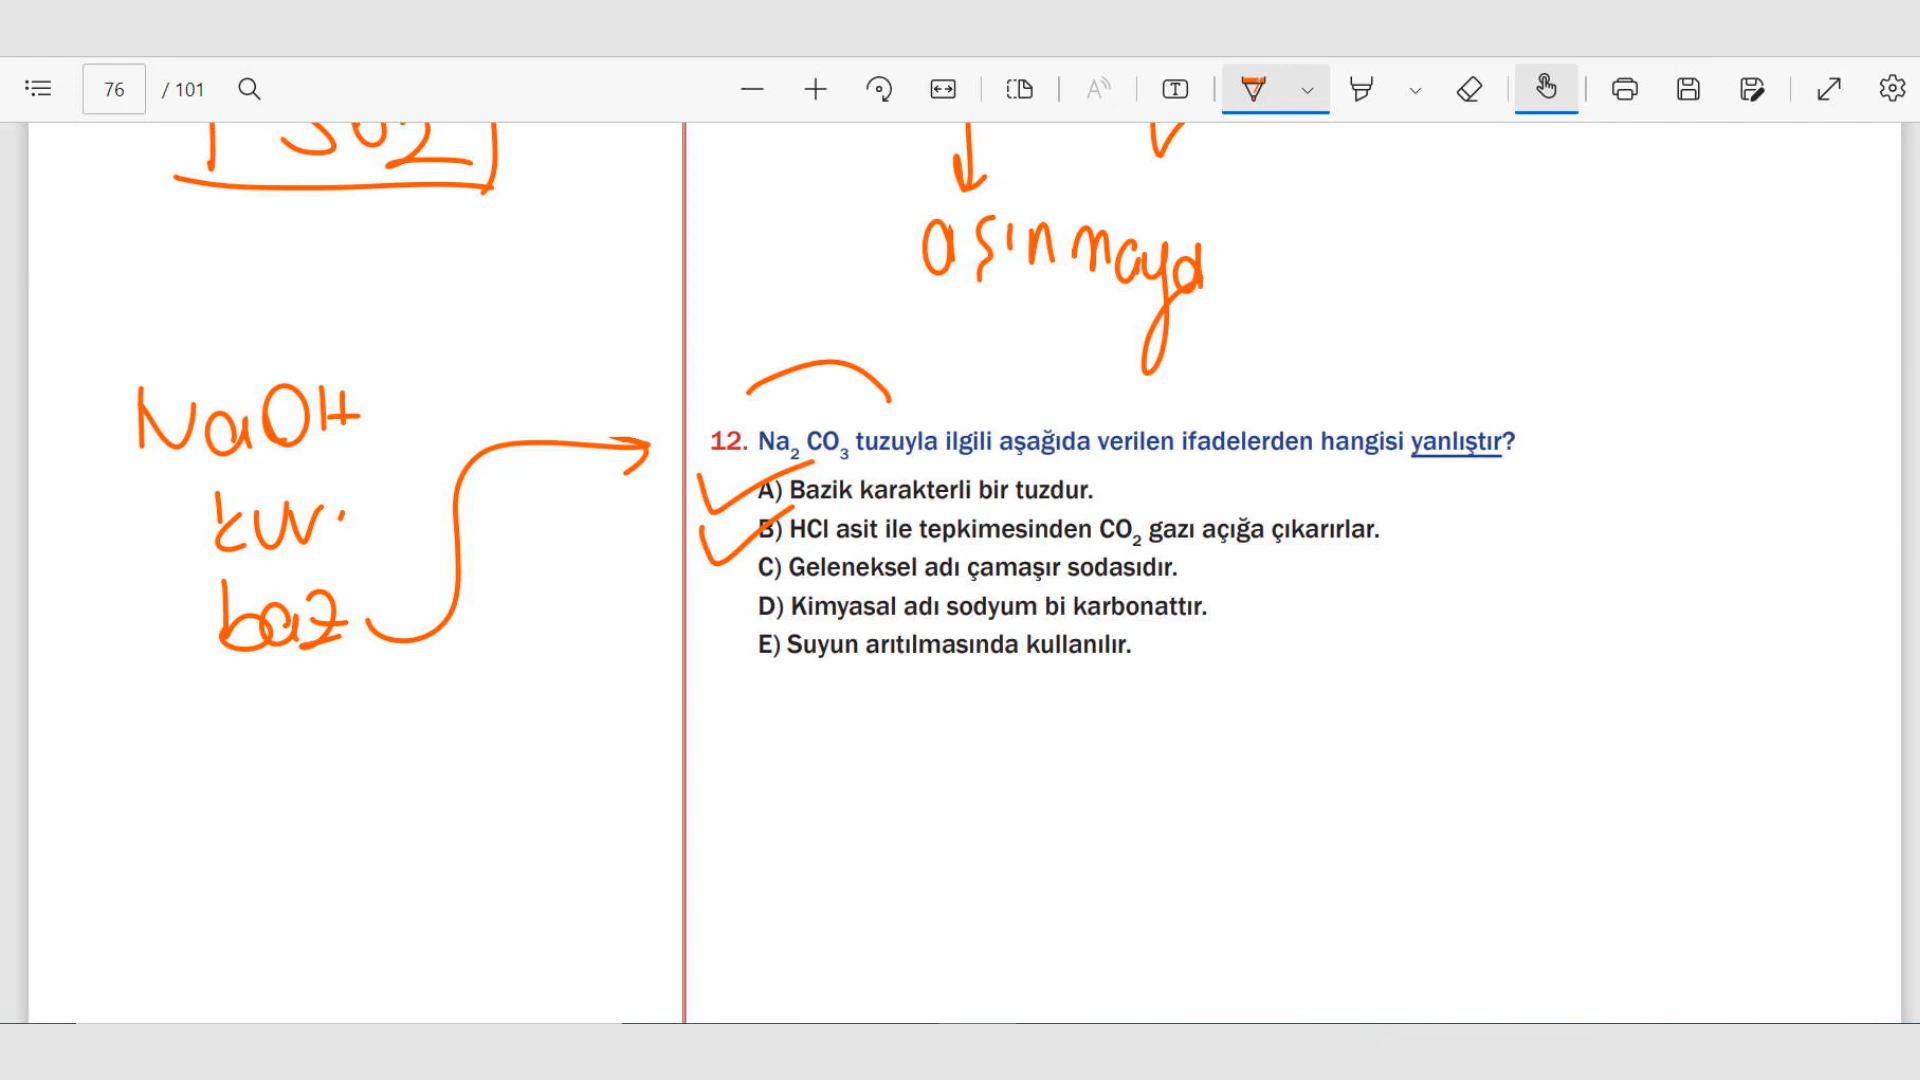 76 / 101
SO2
aşınmayd
NaOH
kuv.
baz
12. Na2 CO3 tuzuyla ilgili aşağıda verilen ifadelerden hangisi yanlıştır?
A) Bazik karakterli bir tuzdur.
B) HCl asit ile tepkimesinden CO2 gazı açığa çıkarırlar.
C) Geleneksel adı çamaşır sodasıdır.
D) Kimyasal adı sodyum bi karbonattır.
E) Suyun arıtılmasında kullanılır.